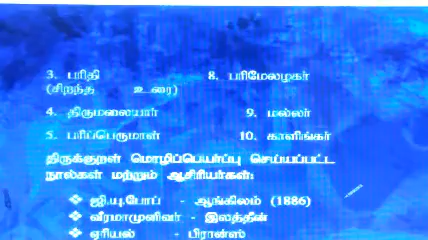 3. பரிதி 8. பரிமேலழகர்
(சிறந்த உரை)
4. திருமலையார் 9. மல்லர்
5. பரிப்பெருமாள் 10. காளிங்கர்
திருக்குறள் மொழிப்பெயர்ப்பு செய்யப்பட்ட
நூல்கள் மற்றும் ஆசிரியர்கள்:
❖ ஜி.யு.போப் - ஆங்கிலம் (1886)
❖ வீரமாமுனிவர் - இலத்தீன்
❖ ஏரியல் - பிரான்ஸ்